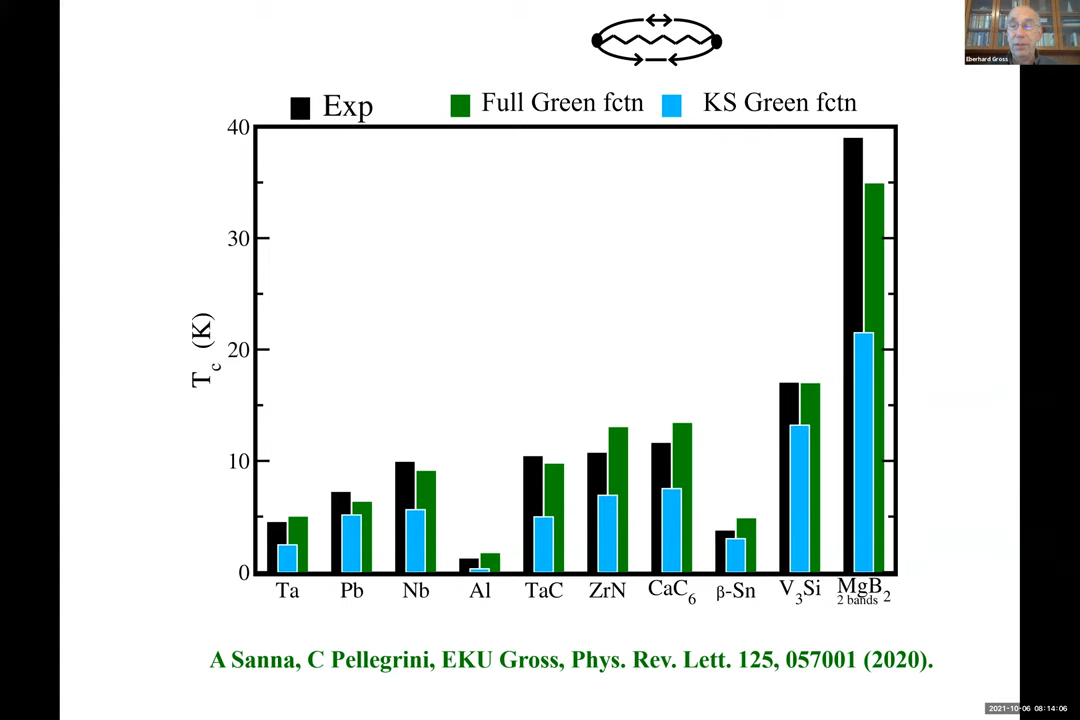 Eberhard Gross
Exp Full Green fctn KS Green fctn
40
30
20
10
0
T_c (K)
Ta Pb Nb Al TaC ZrN CaC6 β-Sn V3Si MgB2
2 bands
A Sanna, C Pellegrini, EKU Gross, Phys. Rev. Lett. 125, 057001 (2020).
2021-10-06 08:14:06